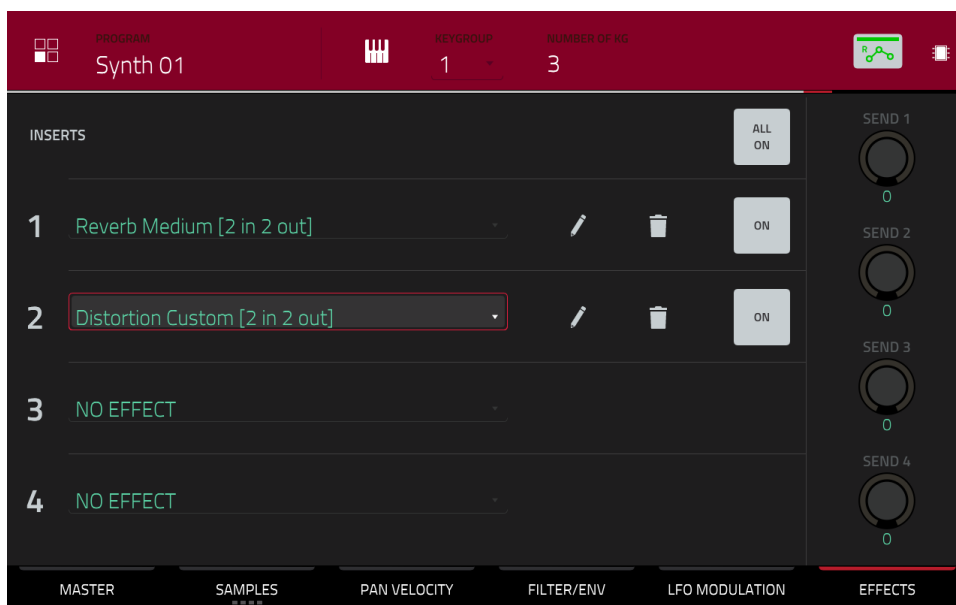 PROGRAM KEYGROUP NUMBER OF KG
Synth 01 1 3
R
INSERTS
ALL
ON
SEND 1
0
1 Reverb Medium [2 in 2 out] ON
SEND 2
0
2 Distortion Custom [2 in 2 out] ON
SEND 3
0
3 NO EFFECT
SEND 4
0
4 NO EFFECT
MASTER SAMPLES PAN VELOCITY FILTER/ENV LFO MODULATION EFFECTS